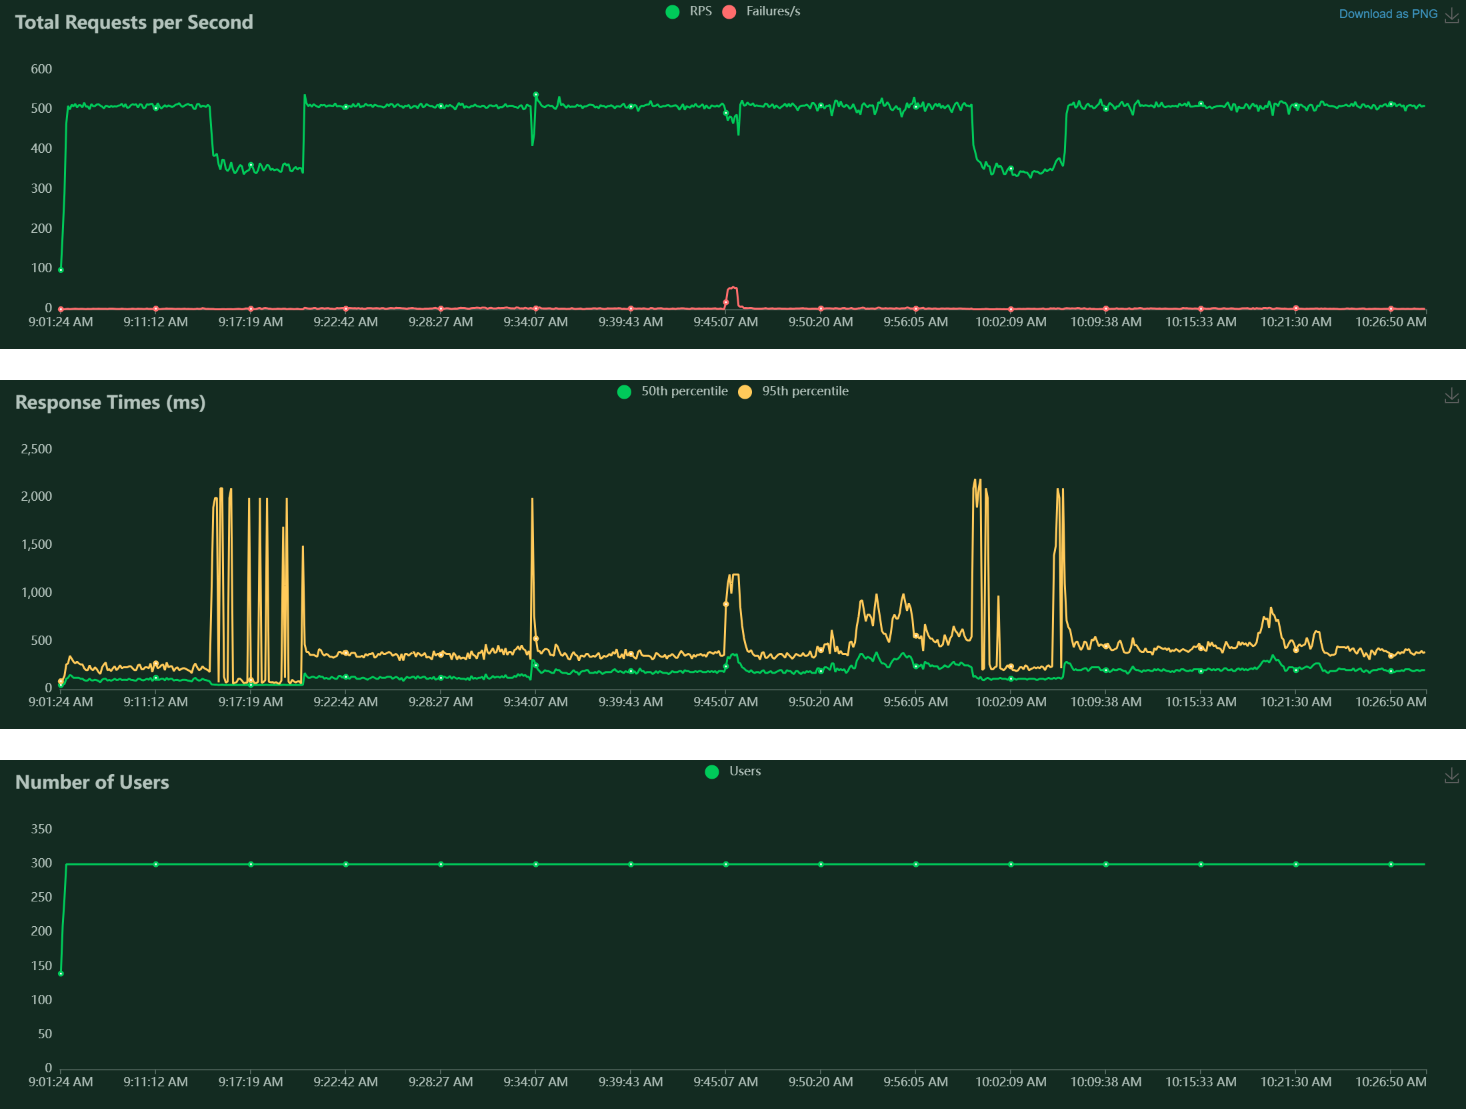 Total Requests per Second
RPS Failures/s
Download as PNG
600
500
400
300
200
100
0
9:01:24 AM 9:11:12 AM 9:17:19 AM 9:22:42 AM 9:28:27 AM 9:34:07 AM 9:39:43 AM 9:45:07 AM 9:50:20 AM 9:56:05 AM 10:02:09 AM 10:09:38 AM 10:15:33 AM 10:21:30 AM 10:26:50 AM
Response Times (ms)
50th percentile 95th percentile
2,500
2,000
1,500
1,000
500
0
9:01:24 AM 9:11:12 AM 9:17:19 AM 9:22:42 AM 9:28:27 AM 9:34:07 AM 9:39:43 AM 9:45:07 AM 9:50:20 AM 9:56:05 AM 10:02:09 AM 10:09:38 AM 10:15:33 AM 10:21:30 AM 10:26:50 AM
Number of Users
Users
350
300
250
200
150
100
50
0
9:01:24 AM 9:11:12 AM 9:17:19 AM 9:22:42 AM 9:28:27 AM 9:34:07 AM 9:39:43 AM 9:45:07 AM 9:50:20 AM 9:56:05 AM 10:02:09 AM 10:09:38 AM 10:15:33 AM 10:21:30 AM 10:26:50 AM